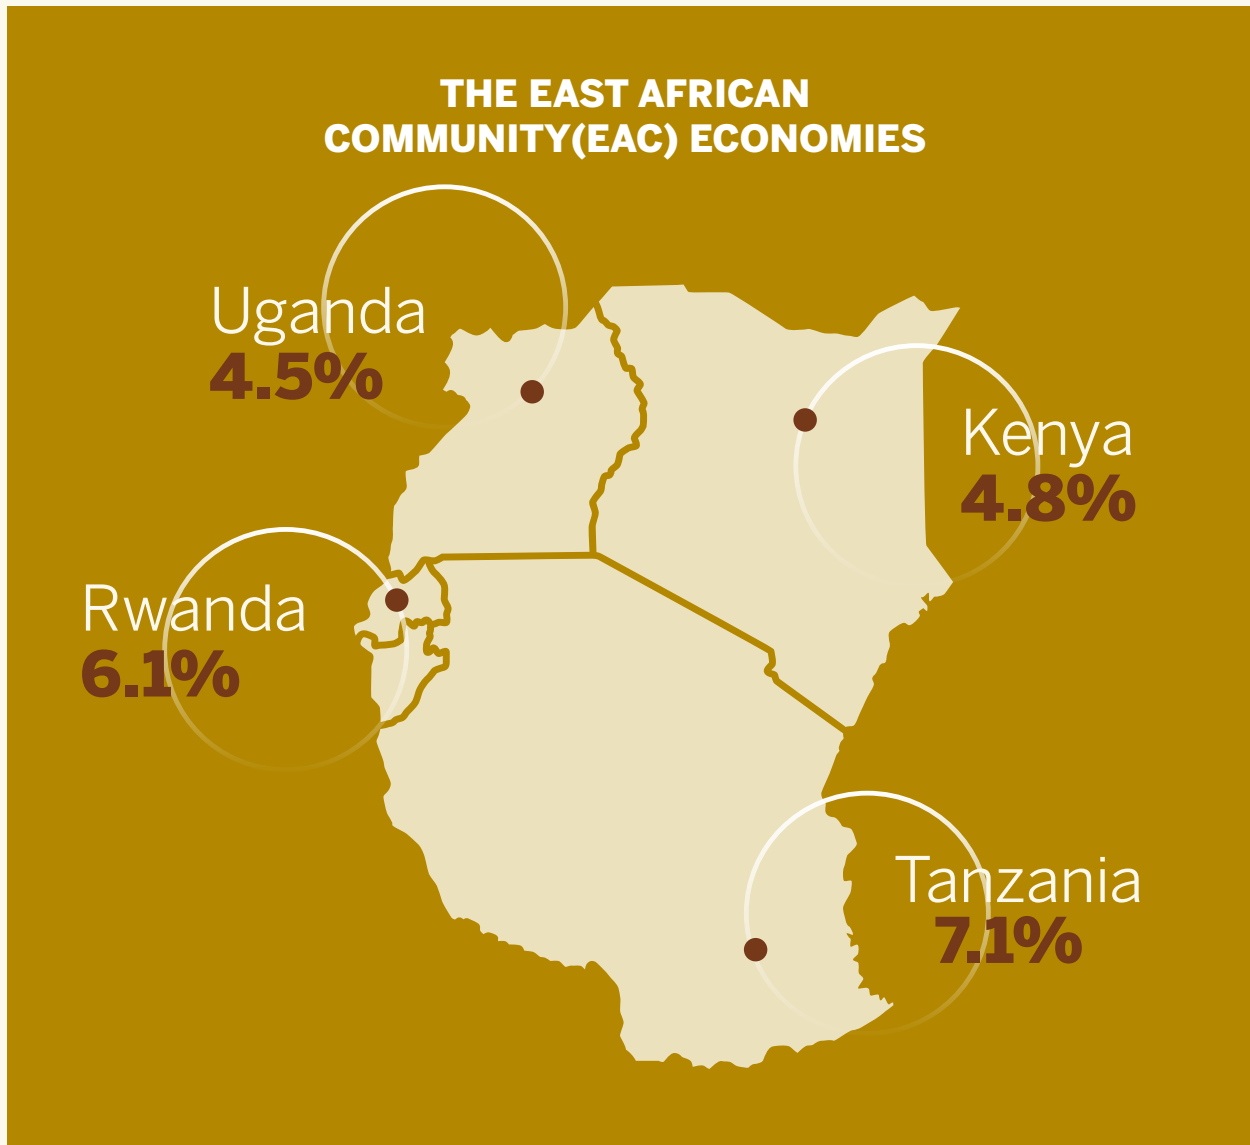 THE EAST AFRICAN
COMMUNITY(EAC) ECONOMIES
Uganda
4.5%
Kenya
4.8%
Rwanda
6.1%
Tanzania
7.1%